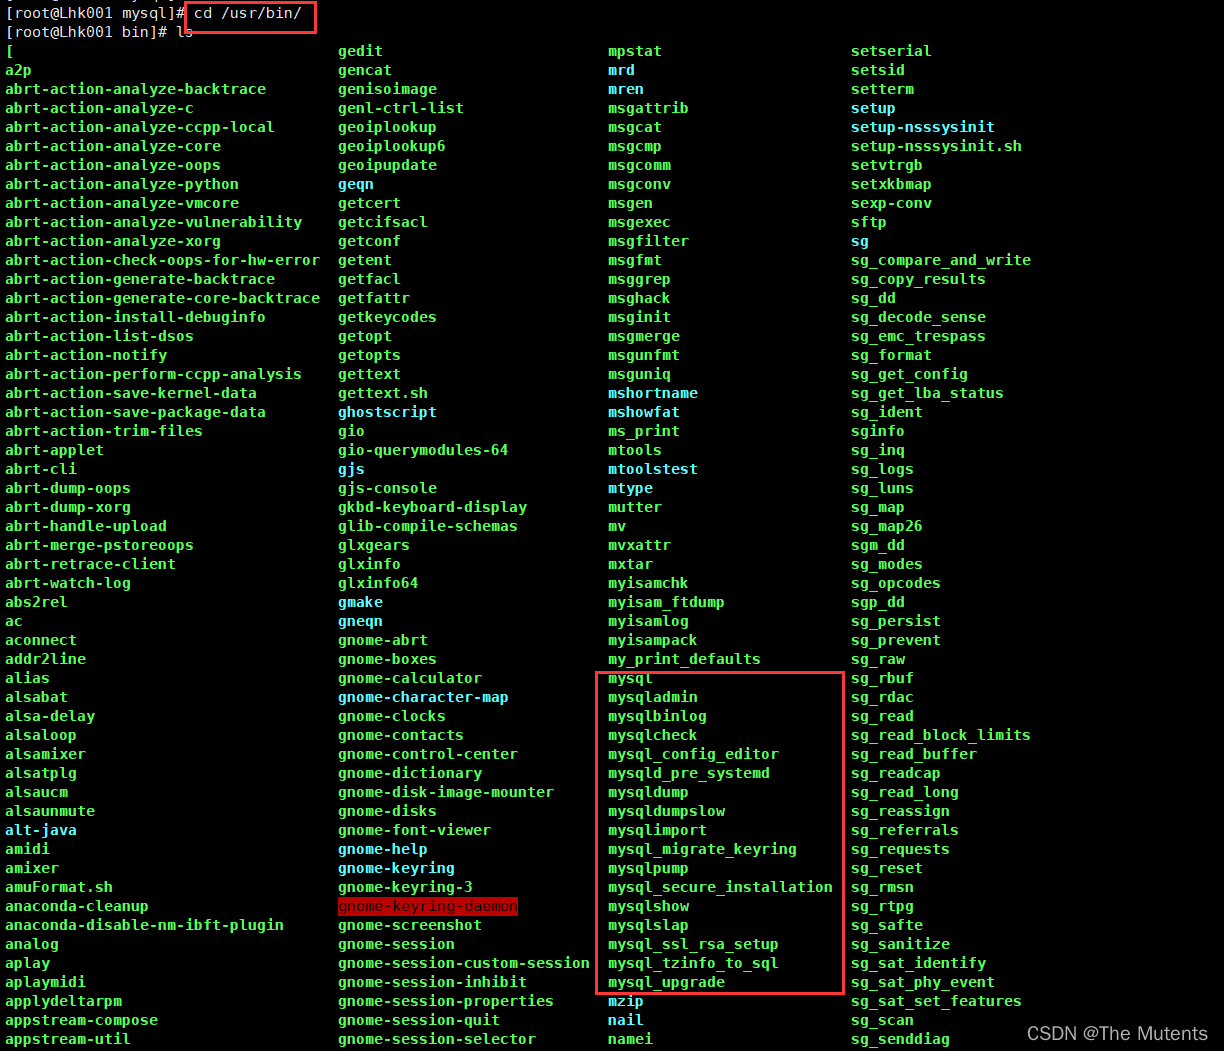 [root@Lhk001 mysql]# cd /usr/bin/
[root@Lhk001 bin]# ls
[ gedit mpstat setserial
a2p gencat mrd setsid
abrt-action-analyze-backtrace genisoimage mren setterm
abrt-action-analyze-c genl-ctrl-list msgattrib setup
abrt-action-analyze-ccpp-local geoiplookup msgcat setup-nsssysinit
abrt-action-analyze-core geoiplookup6 msgcmp setup-nsssysinit.sh
abrt-action-analyze-oops geoipupdate msgcomm setvtrgb
abrt-action-analyze-python geqn msgconv setxkbmap
abrt-action-analyze-vmcore getcert msgen sexp-conv
abrt-action-analyze-vulnerability getcifsacl msgexec sftp
abrt-action-analyze-xorg getconf msgfilter sg
abrt-action-check-oops-for-hw-error getent msgfmt sg_compare_and_write
abrt-action-generate-backtrace getfacl msggrep sg_copy_results
abrt-action-generate-core-backtrace getfattr msghack sg_dd
abrt-action-install-debuginfo getkeycodes msginit sg_decode_sense
abrt-action-list-dsos getopt msgmerge sg_emc_trespass
abrt-action-notify getopts msgunfmt sg_format
abrt-action-perform-ccpp-analysis gettext msguniq sg_get_config
abrt-action-save-kernel-data gettext.sh mshortname sg_get_lba_status
abrt-action-save-package-data ghostscript mshowfat sg_ident
abrt-action-trim-files gio ms_print sginfo
abrt-applet gio-querymodules-64 mtools sg_inq
abrt-cli gjs mtoolstest sg_logs
abrt-dump-oops gjs-console mtype sg_luns
abrt-dump-xorg gkbd-keyboard-display mutter sg_map
abrt-handle-upload glib-compile-schemas mv sg_map26
abrt-merge-pstoreoops glxgears mvxattr sgm_dd
abrt-retrace-client glxinfo mxtar sg_modes
abrt-watch-log glxinfo64 myisamchk sg_opcodes
abs2rel gmake myisam_ftdump sgp_dd
ac gneqn myisamlog sg_persist
aconnect gnome-abrt myisampack sg_prevent
addr2line gnome-boxes my_print_defaults sg_raw
alias gnome-calculator mysql sg_rbuf
alsabat gnome-character-map mysqladmin sg_rdac
alsa-delay gnome-clocks mysqlbinlog sg_read
alsaloop gnome-contacts mysqlcheck sg_read_block_limits
alsamixer gnome-control-center mysql_config_editor sg_read_buffer
alsatplg gnome-dictionary mysqld_pre_systemd sg_readcap
alsaucm gnome-disk-image-mounter mysqldump sg_read_long
alsaunmute gnome-disks mysqldumpslow sg_reassign
alt-java gnome-font-viewer mysqlimport sg_referrals
amidi gnome-help mysql_migrate_keyring sg_requests
amixer gnome-keyring mysqlpump sg_reset
amuFormat.sh gnome-keyring-3 mysql_secure_installation sg_rmsn
anaconda-cleanup gnome-keyring-daemon mysqlshow sg_rtpg
anaconda-disable-nm-ibft-plugin gnome-screenshot mysqlslap sg_safte
analog gnome-session mysql_ssl_rsa_setup sg_sanitize
aplay gnome-session-custom-session mysql_tzinfo_to_sql sg_sat_identify
aplaymidi gnome-session-inhibit mysql_upgrade sg_sat_phy_event
applydeltarpm gnome-session-properties mzip sg_sat_set_features
appstream-compose gnome-session-quit nail sg_scan
appstream-util gnome-session-selector namei sg_senddiag
CSDN @The Mutents